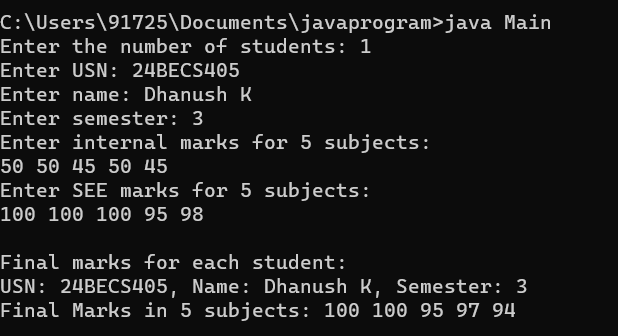 C:\Users\91725\Documents\javaprogram>java Main
Enter the number of students: 1
Enter USN: 24BECS405
Enter name: Dhanush K
Enter semester: 3
Enter internal marks for 5 subjects:
50 50 45 50 45
Enter SEE marks for 5 subjects:
100 100 100 95 98
Final marks for each student:
USN: 24BECS405, Name: Dhanush K, Semester: 3
Final Marks in 5 subjects: 100 100 95 97 94